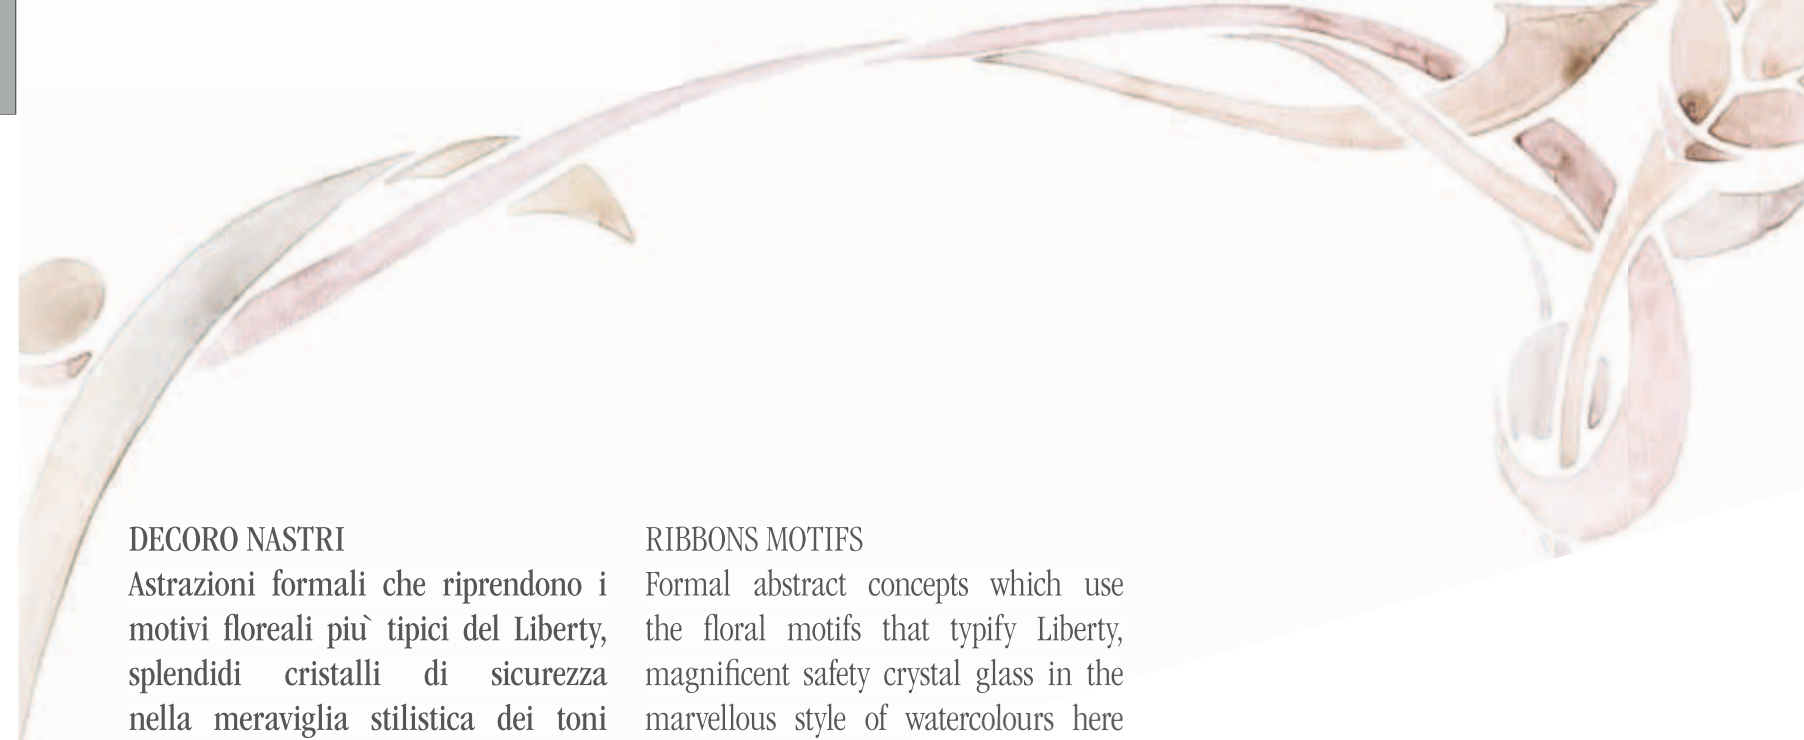 DECORO NASTRI
Astrazioni formali che riprendono i
motivi floreali piu` tipici del Liberty,
splendidi cristalli di sicurezza
nella meraviglia stilistica dei toni
RIBBONS MOTIFS
Formal abstract concepts which use
the floral motifs that typify Liberty,
magnificent safety crystal glass in the
marvellous style of watercolours here